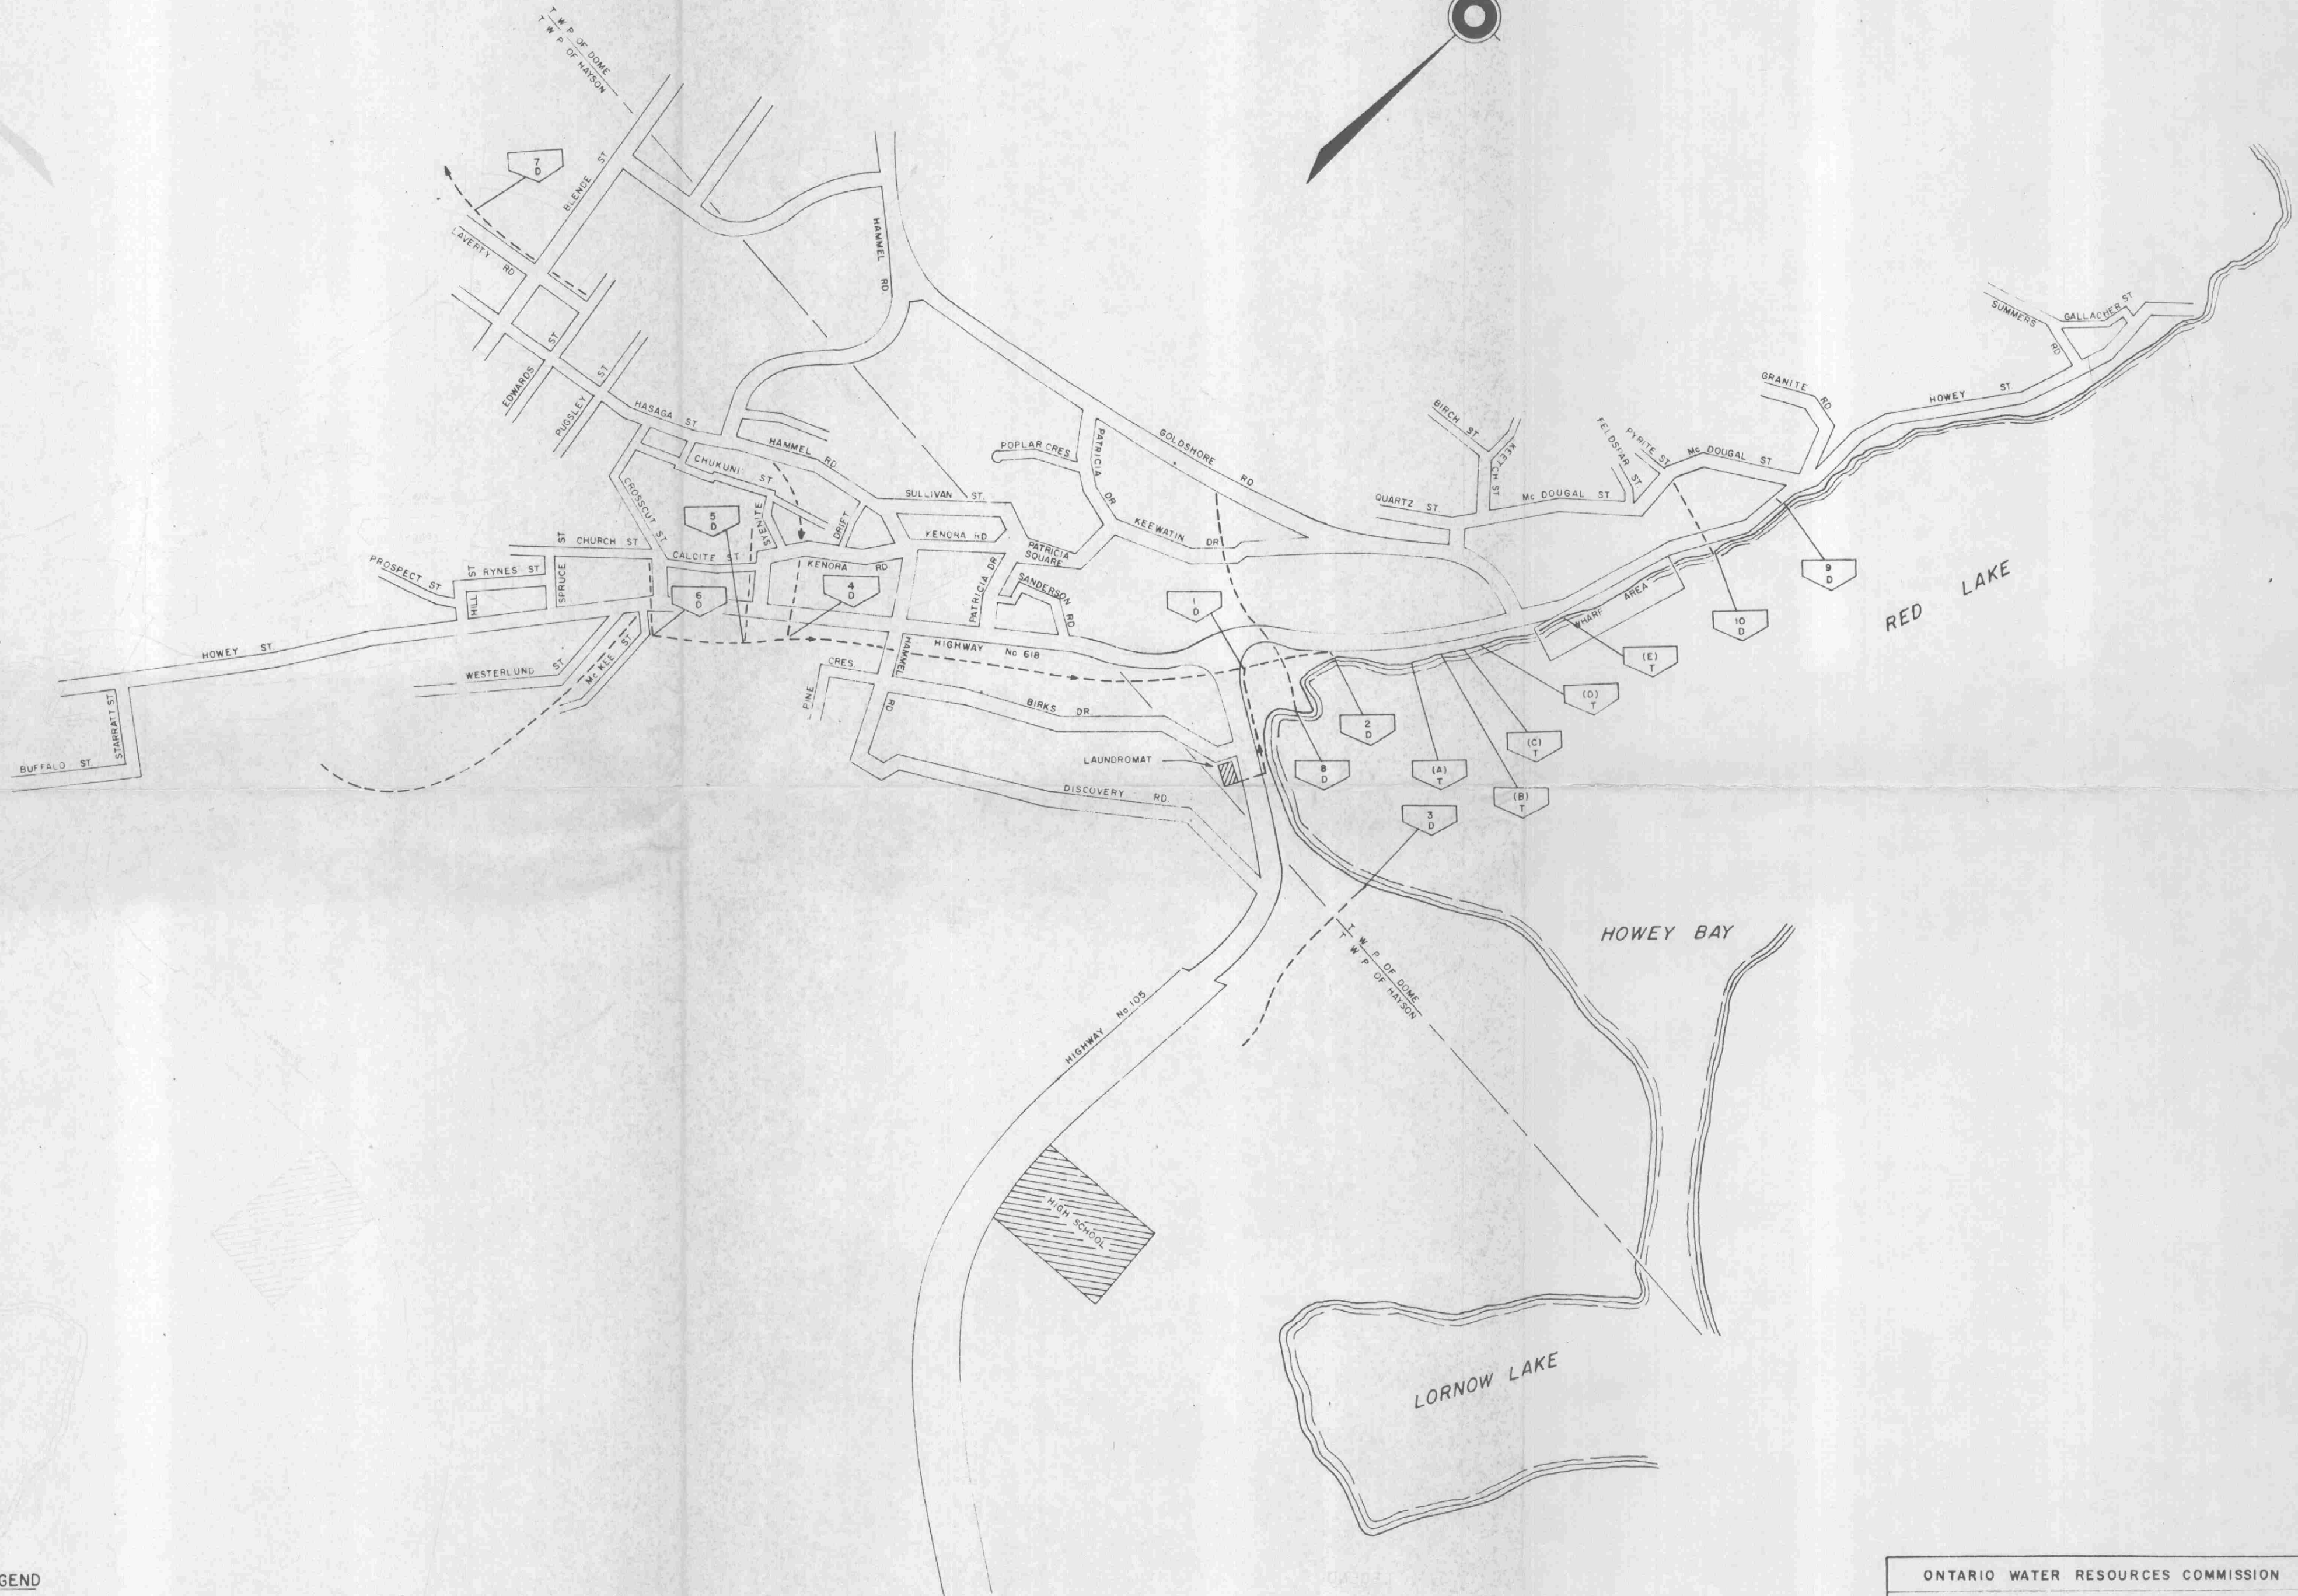 T W P OF DOME
T W P OF HAYSON
7
D
BLENDE ST
LAVERTY RD
HAMMEL RD.
EDWARDS ST
PUGSLEY ST
HASAGA ST
HAMMEL RD.
CHUKUNI ST
CROSSCUT ST
SYENITE
DRIFT
SULLIVAN ST.
KENORA RD
POPLAR CRES
PATRICIA DR
GOLDSHORE RD
KEEWATIN DR
PATRICIA SQUARE
PATRICIA DR
SANDERSON RD
BIRCH ST
KEETCH ST
QUARTZ ST
Mc DOUGAL ST
FELDSPAR ST
PYRITE ST
Mc DOUGAL ST
GRANITE RD
HOWEY ST
SUMMERS RD
GALLACHER ST
5
D
CHURCH ST
CALCITE ST
KENORA RD
PROSPECT ST
HILL ST
RYNES ST
SPRUCE ST
6
D
4
D
1
D
9
D
10
D
RED LAKE
WHARF AREA
(E)
T
(D)
T
(C)
T
(B)
T
(A)
T
2
D
8
D
3
D
HOWEY ST.
WESTERLUND ST
McKEE ST
STARRATT ST
BUFFALO ST.
HIGHWAY No 618
HAMMEL RD
PINE CRES
BIRKS DR
LAUNDROMAT
DISCOVERY RD.
HOWEY BAY
T W P OF DOME
T W P OF HAYSON
HIGHWAY No 105
HIGH SCHOOL
LORNOW LAKE
GEND
ONTARIO WATER RESOURCES COMMISSION